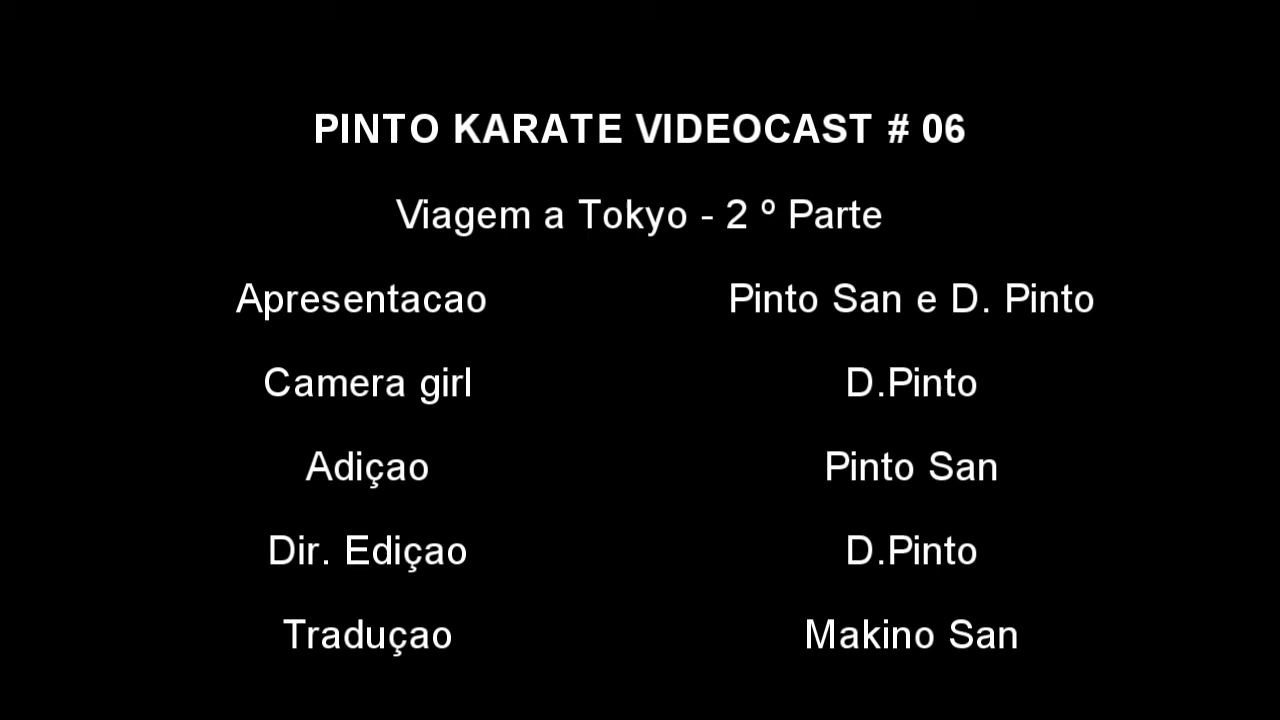 PINTO KARATE VIDEOCAST # 06
Viagem a Tokyo - 2 º Parte
Apresentacao Pinto San e D. Pinto
Camera girl D.Pinto
Adiçao Pinto San
Dir. Ediçao D.Pinto
Traduçao Makino San